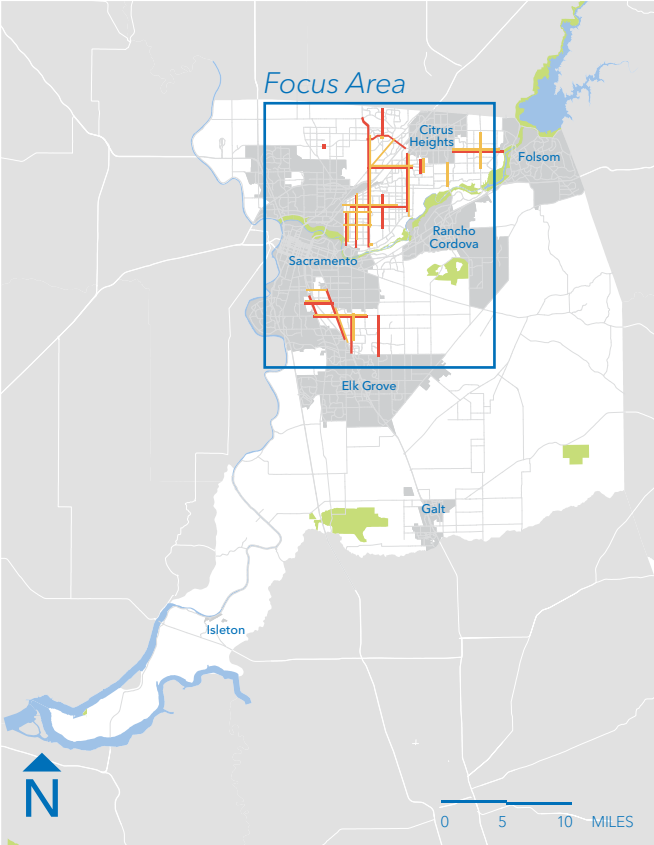 Focus Area
Citrus
Heights
Folsom
Rancho
Cordova
Sacramento
Elk Grove
Galt
Isleton
N
0 5 10 MILES